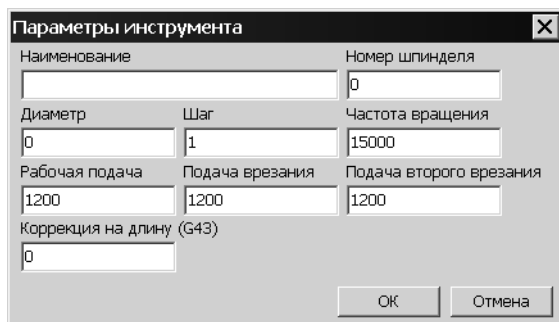 Параметры инструмента
Наименование Номер шпинделя
0
Диаметр Шаг Частота вращения
0 1 15000
Рабочая подача Подача врезания Подача второго врезания
1200 1200 1200
Коррекция на длину (G43)
0
ОК Отмена